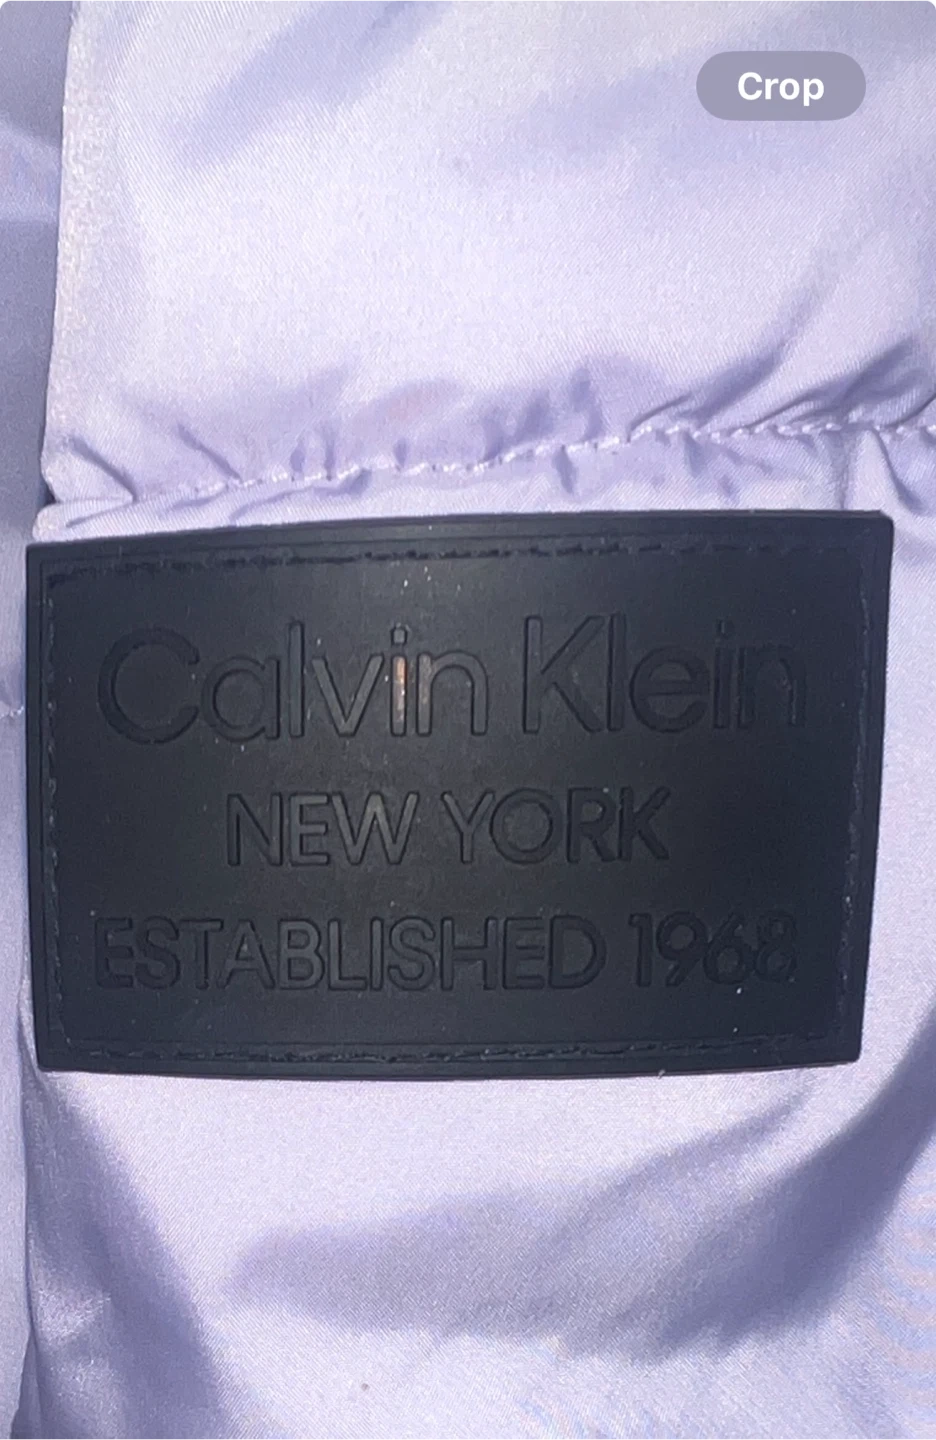 Crop
Calvin Klein
NEW YORK
ESTABLISHED 1968